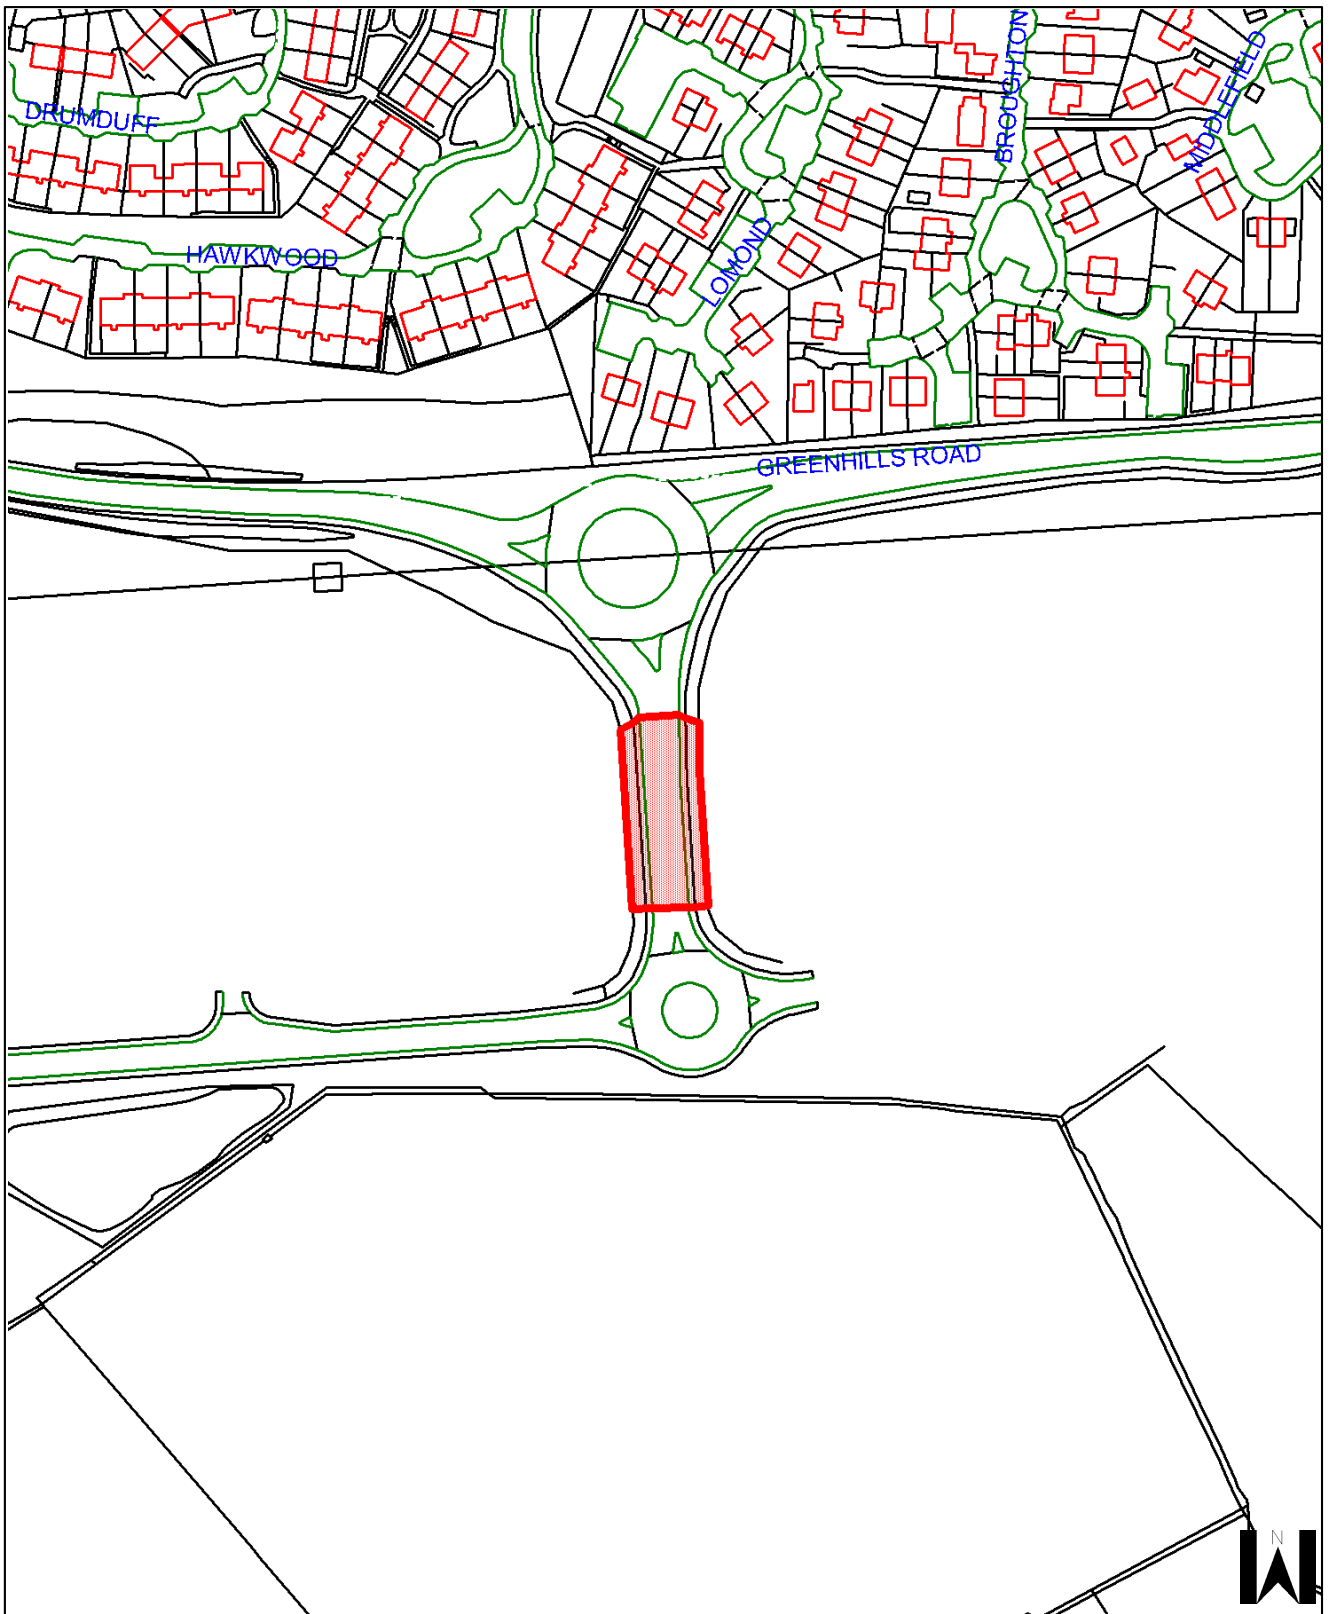 DRUMDUFF
HAWKWOOD
LOMOND
BROUGHTON
MIDDLEFIELD
GREENHILLS ROAD
N